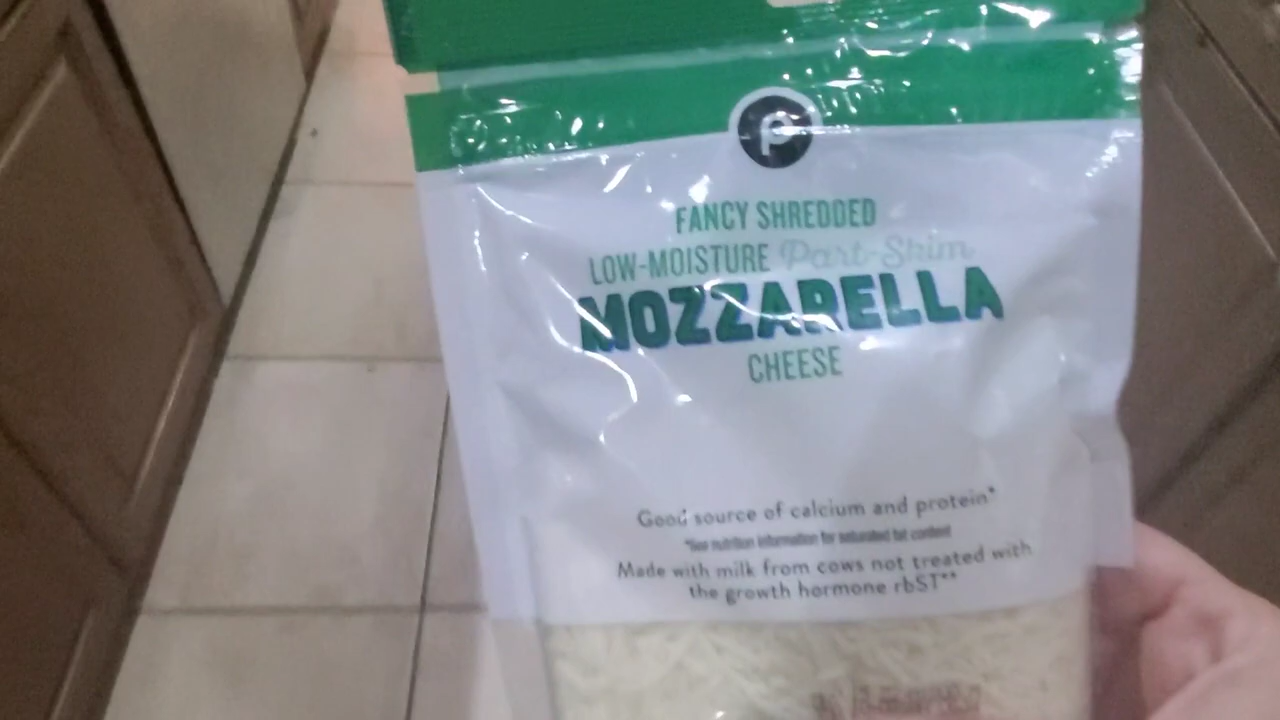 p
FANCY SHREDDED
LOW-MOISTURE Part-Skim
MOZZARELLA
CHEESE
Good source of calcium and protein*
*See nutrition information for saturated fat content
Made with milk from cows not treated with
the growth hormone rbST**